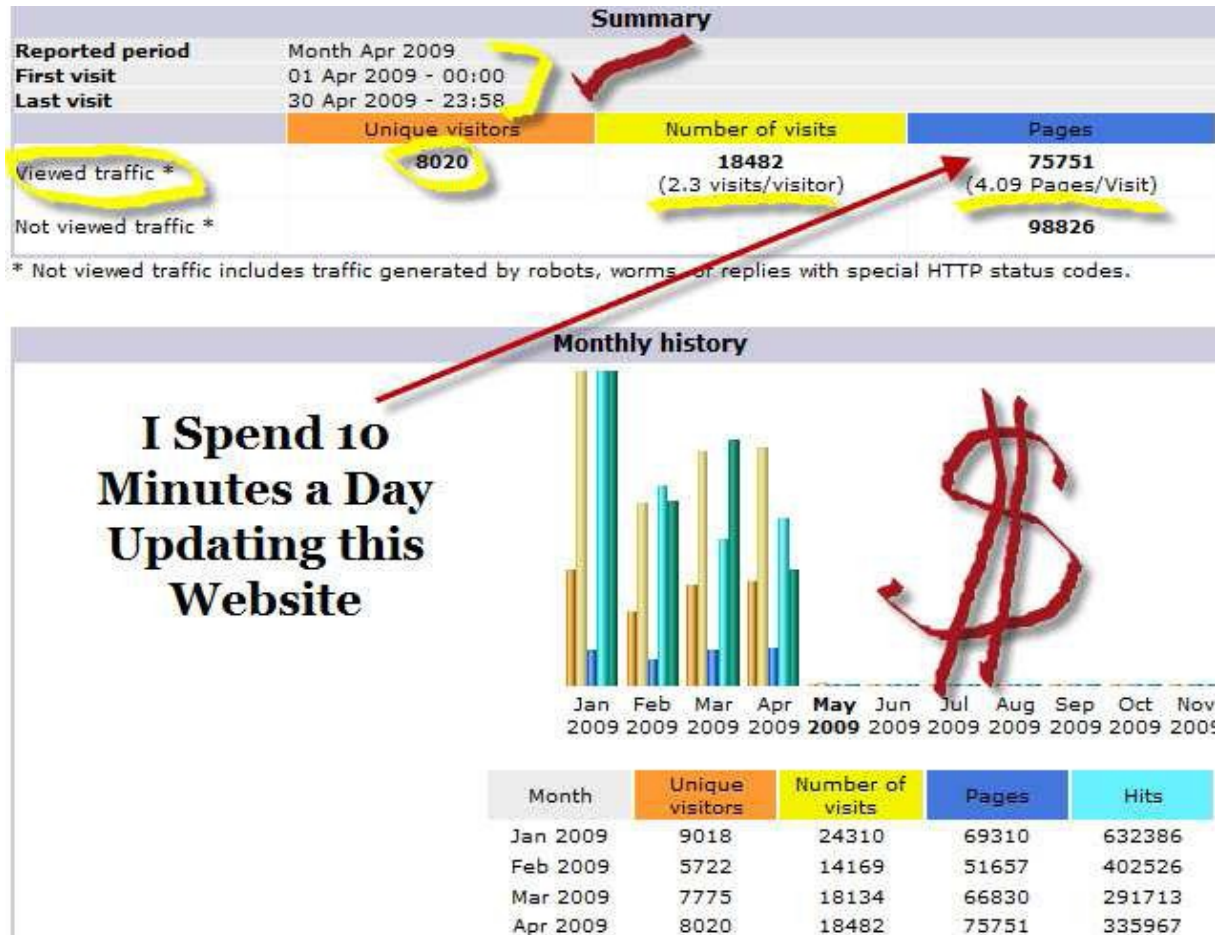 Summary
Reported period Month Apr 2009
First visit 01 Apr 2009 - 00:00
Last visit 30 Apr 2009 - 23:58
Unique visitors Number of visits Pages
Viewed traffic * 8020 18482 75751
(2.3 visits/visitor) (4.09 Pages/Visit)
Not viewed traffic * 98826
* Not viewed traffic includes traffic generated by robots, worms, or replies with special HTTP status codes.
Monthly history
I Spend 10
Minutes a Day
Updating this
Website
$
Jan Feb Mar Apr May Jun Jul Aug Sep Oct Nov
2009 2009 2009 2009 2009 2009 2009 2009 2009 2009 2009
Month Unique visitors Number of visits Pages Hits
Jan 2009 9018 24310 69310 632386
Feb 2009 5722 14169 51657 402526
Mar 2009 7775 18134 66830 291713
Apr 2009 8020 18482 75751 335967